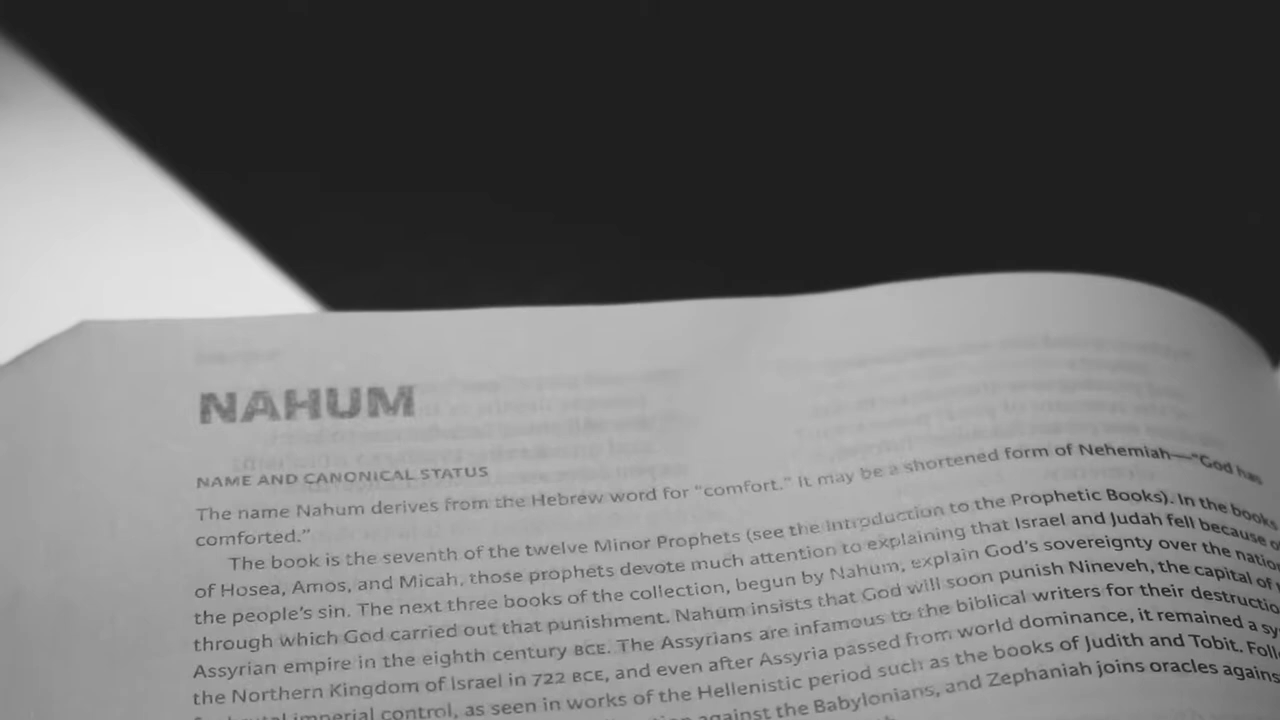 NAHUM
NAME AND CANONICAL STATUS
The name Nahum derives from the Hebrew word for “comfort.” It may be a shortened form of Nehemiah—“God has
comforted.”
The book is the seventh of the twelve Minor Prophets (see the Introduction to the Prophetic Books). In the books
of Hosea, Amos, and Micah, those prophets devote much attention to explaining that Israel and Judah fell because
the people’s sin. The next three books of the collection, begun by Nahum, explain God’s sovereignty over the
through which God carried out that punishment. Nahum insists that God will soon punish Nineveh, the capital of
Assyrian empire in the eighth century BCE. The Assyrians are infamous to the biblical writers for their
the Northern Kingdom of Israel in 722 BCE, and even after Assyria passed from world dominance, it remained a
imperial control, as seen in works of the Hellenistic period such as the books of Judith and Tobit.
against the Babylonians, and Zephaniah joins oracles